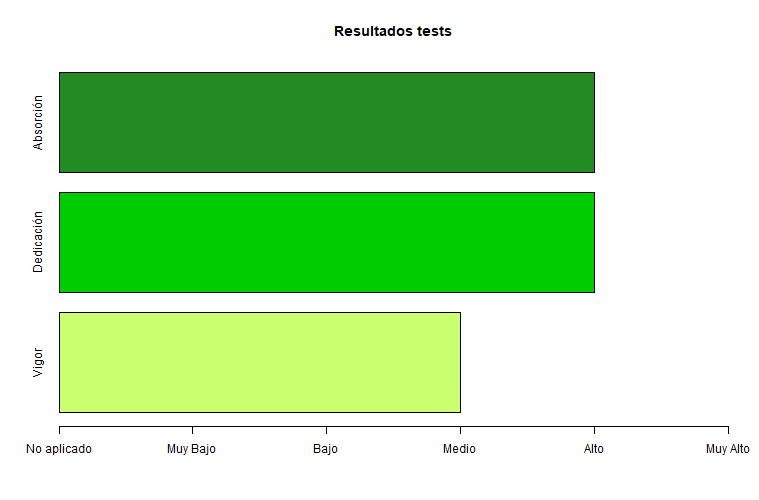 Resultados tests
Absorción
Dedicación
Vigor
No aplicado
Muy Bajo
Bajo
Medio
Alto
Muy Alto